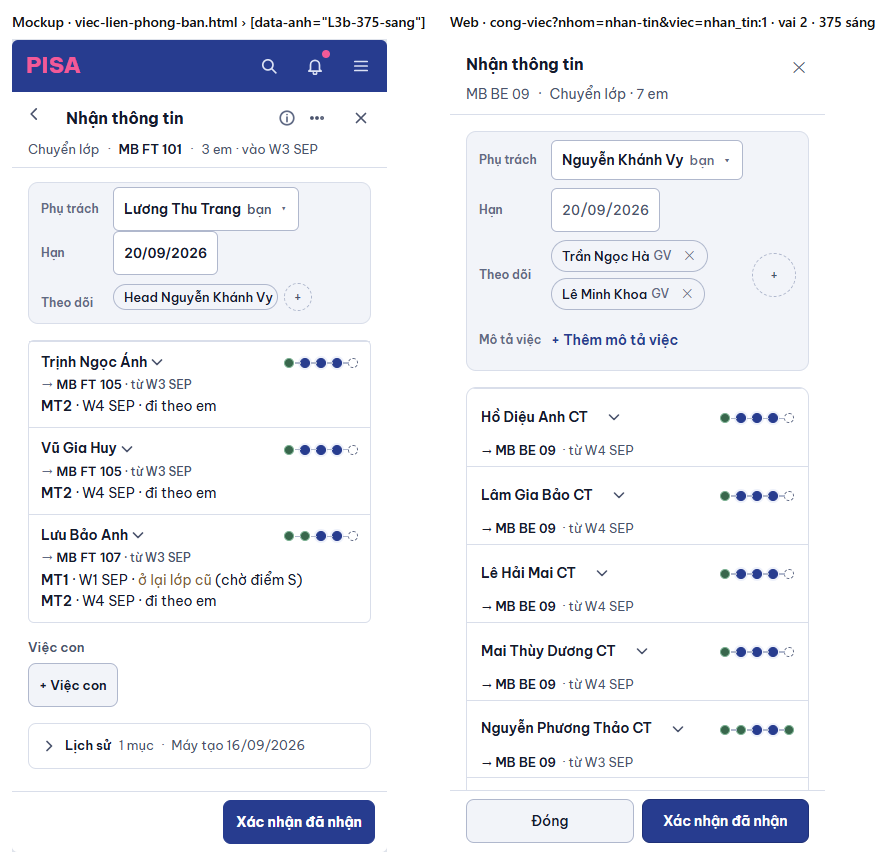 Mockup · viec-lien-phong-ban.html › [data-anh="L3b-375-sang"]
PISA
Nhận thông tin
Chuyển lớp · MB FT 101 · 3 em · vào W3 SEP
Phụ trách Lương Thu Trang bạn
Hạn 20/09/2026
Theo dõi Head Nguyễn Khánh Vy +
Trịnh Ngọc Ánh
→ MB FT 105 · từ W3 SEP
MT2 · W4 SEP · đi theo em
Vũ Gia Huy
→ MB FT 105 · từ W3 SEP
MT2 · W4 SEP · đi theo em
Lưu Bảo Anh
→ MB FT 107 · từ W3 SEP
MT1 · W1 SEP · ở lại lớp cũ (chờ điểm S)
MT2 · W4 SEP · đi theo em
Việc con
+ Việc con
Lịch sử 1 mục · Máy tạo 16/09/2026
Xác nhận đã nhận
Web · cong-viec?nhom=nhan-tin&viec=nhan_tin:1 · vai 2 · 375 sáng
Nhận thông tin
MB BE 09 · Chuyển lớp · 7 em
Phụ trách Nguyễn Khánh Vy bạn
Hạn 20/09/2026
Theo dõi Trần Ngọc Hà GV
Lê Minh Khoa GV
+
Mô tả việc + Thêm mô tả việc
Hồ Diệu Anh CT
→ MB BE 09 · từ W4 SEP
Lâm Gia Bảo CT
→ MB BE 09 · từ W4 SEP
Lê Hải Mai CT
→ MB BE 09 · từ W4 SEP
Mai Thùy Dương CT
→ MB BE 09 · từ W4 SEP
Nguyễn Phương Thảo CT
→ MB BE 09 · từ W3 SEP
Đóng
Xác nhận đã nhận